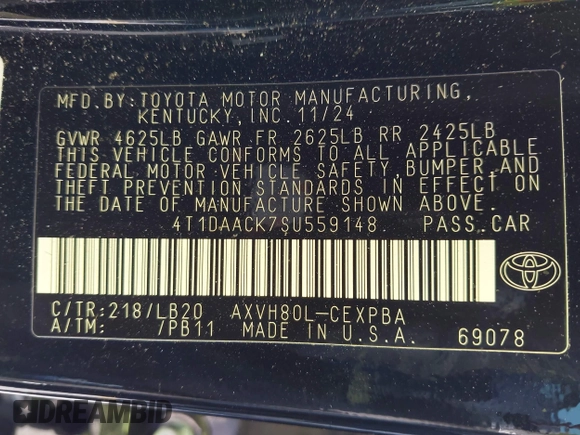 MFD.BY:TOYOTA MOTOR MANUFACTURING,
KENTUCKY,INC.11/24
GVWR 4625LB GAWR FR 2625LB RR 2425LB
THIS VEHICLE CONFORMS TO ALL APPLICABLE
FEDERAL MOTOR VEHICLE SAFETY,BUMPER,AND
THEFT PREVENTION STANDARDS IN EFFECT ON
THE DATE OF MANUFACTURE SHOWN ABOVE.
4T1DAACK7SU559148 PASS.CAR
C/TR:218/LB20 AXVH80L-CEXPBA
A/TM: /PB11 MADE IN U.S.A. 69078
DREAMBID